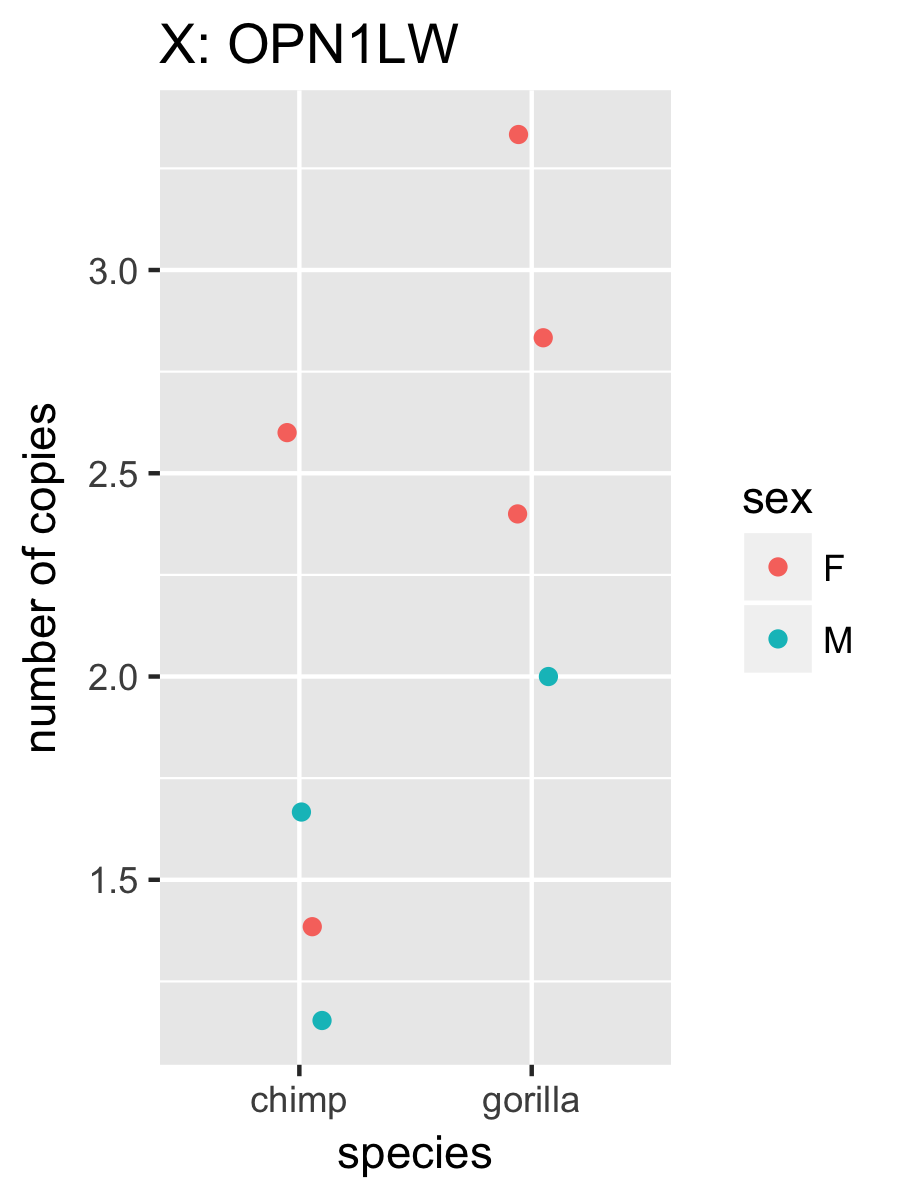 X: OPN1LW
number of copies
3.0
2.5
2.0
1.5
chimp gorilla
species
sex
F
M